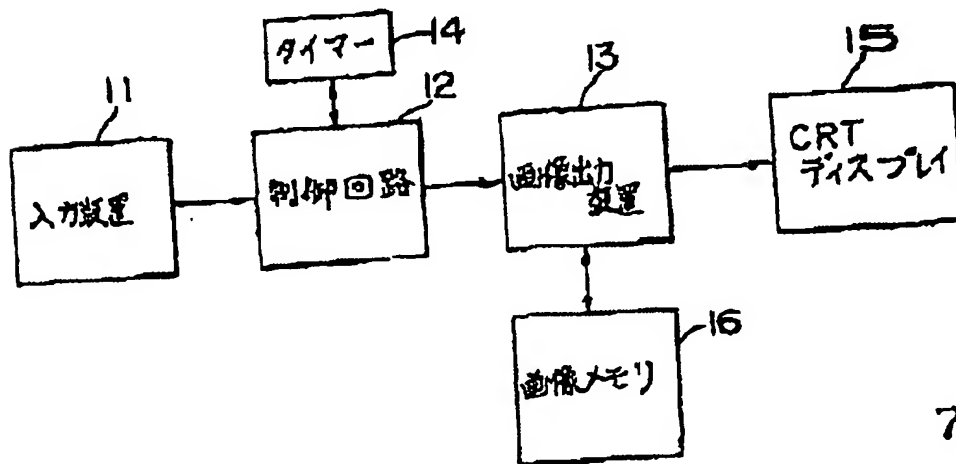 14
タイマー
11
12
13
15
入力装置
制御回路
画像出力
装置
CRT
ディスプレイ
16
画像メモリ
7